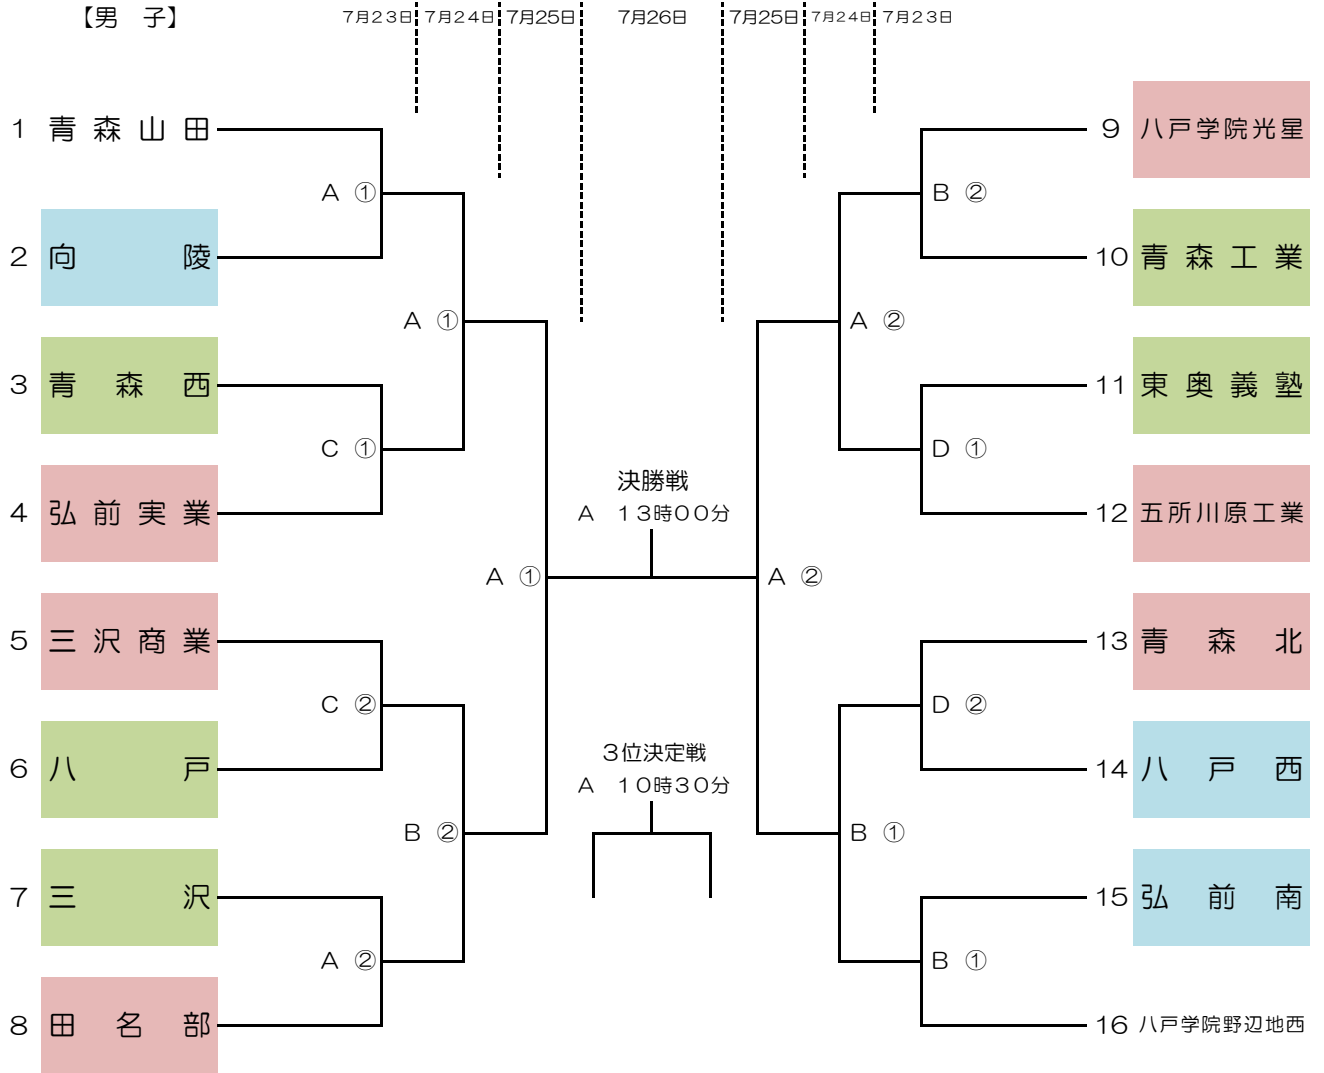 【男　子】
７月２３日 ７月２４日 ７月25日 ７月26日 ７月25日 ７月２４日 ７月２３日
1 青森山田
A ①
2 向陵
A ①
3 青森西
C ①
4 弘前実業
A ①
5 三沢商業
C ②
6 八戸
B ②
7 三沢
A ②
8 田名部
決勝戦
A　１３時００分
３位決定戦
A　１０時３０分
9 八戸学院光星
B ②
10 青森工業
A ②
11 東奥義塾
D ①
12 五所川原工業
A ②
13 青森北
D ②
14 八戸西
B ①
15 弘前南
B ①
16 八戸学院野辺地西